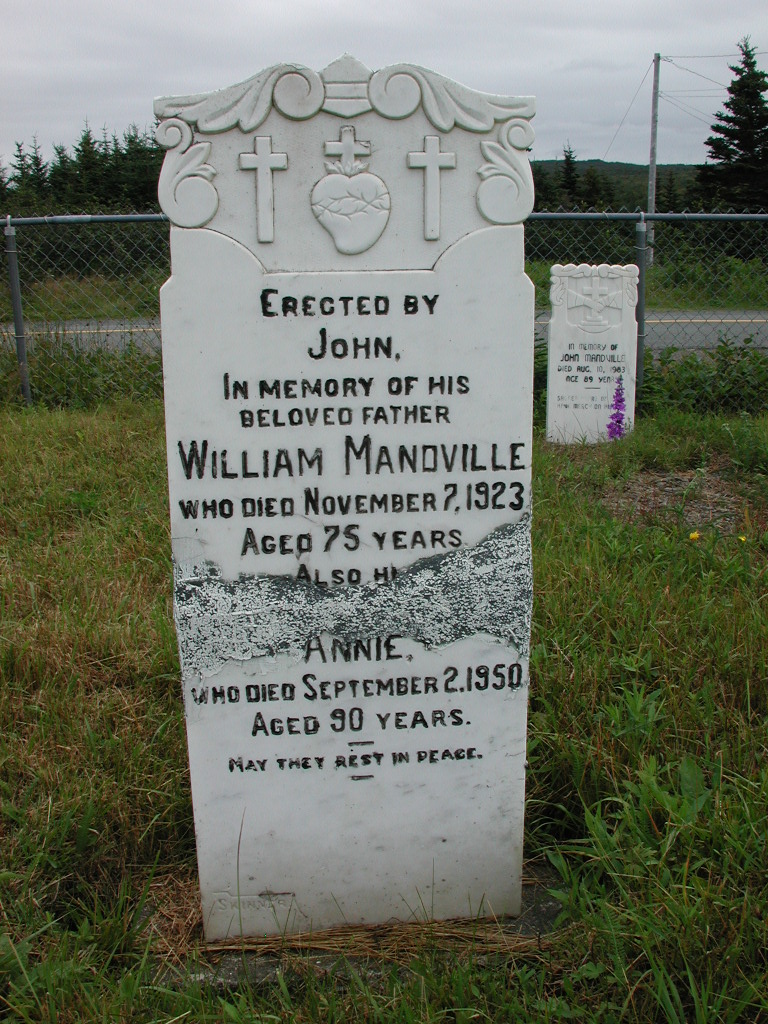 ERECTED BY
JOHN,
IN MEMORY OF HIS
BELOVED FATHER
WILLIAM MANDVILLE
WHO DIED NOVEMBER 7, 1923
AGED 75 YEARS
ALSO HI
ANNIE,
WHO DIED SEPTEMBER 2, 1950
AGED 90 YEARS.
MAY THEY REST IN PEACE.
SKINNER
IN MEMORY OF
JOHN MANDVILLE
DIED AUG. 10, 1983
AGE 89 YEARS